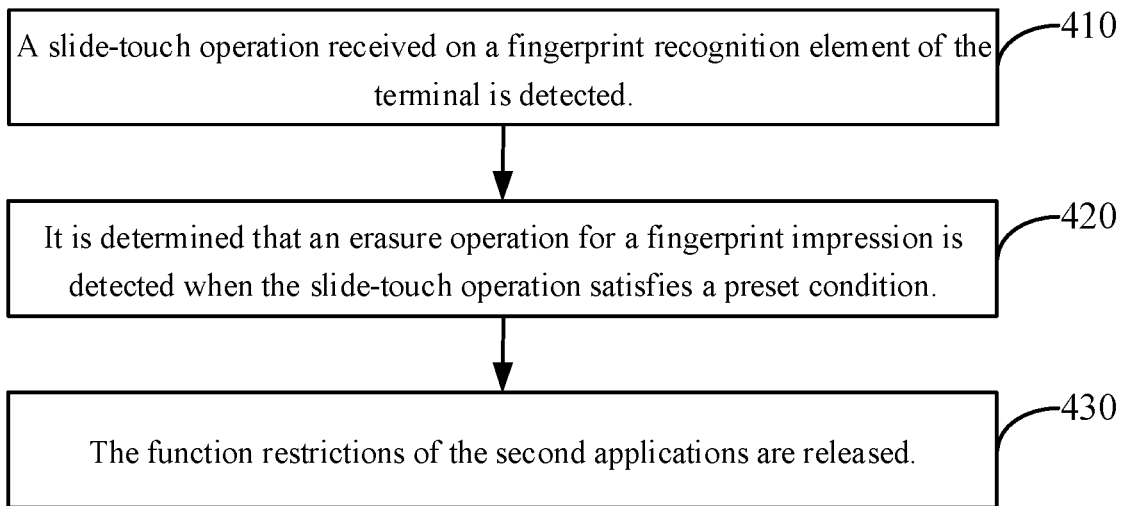 410
A slide-touch operation received on a fingerprint recognition element of the
terminal is detected.
420
It is determined that an erasure operation for a fingerprint impression is
detected when the slide-touch operation satisfies a preset condition.
430
The function restrictions of the second applications are released.